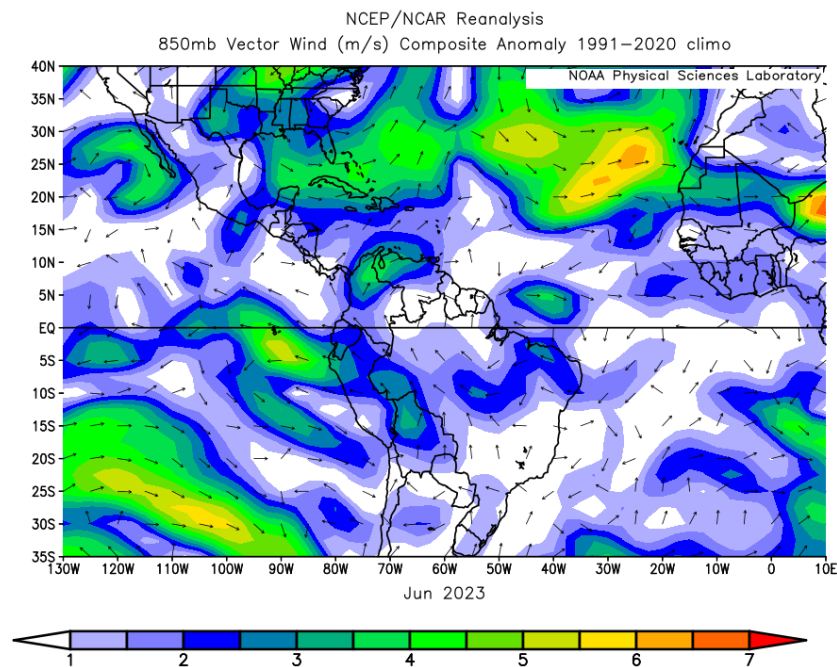 NCEP/NCAR Reanalysis
850mb Vector Wind (m/s) Composite Anomaly 1991−2020 climo
NOAA Physical Sciences Laboratory
40N
35N
30N
25N
20N
15N
10N
5N
EQ
5S
10S
15S
20S
25S
30S
35S
130W 120W 110W 100W 90W 80W 70W 60W 50W 40W 30W 20W 10W 0 10E
Jun 2023
1 2 3 4 5 6 7